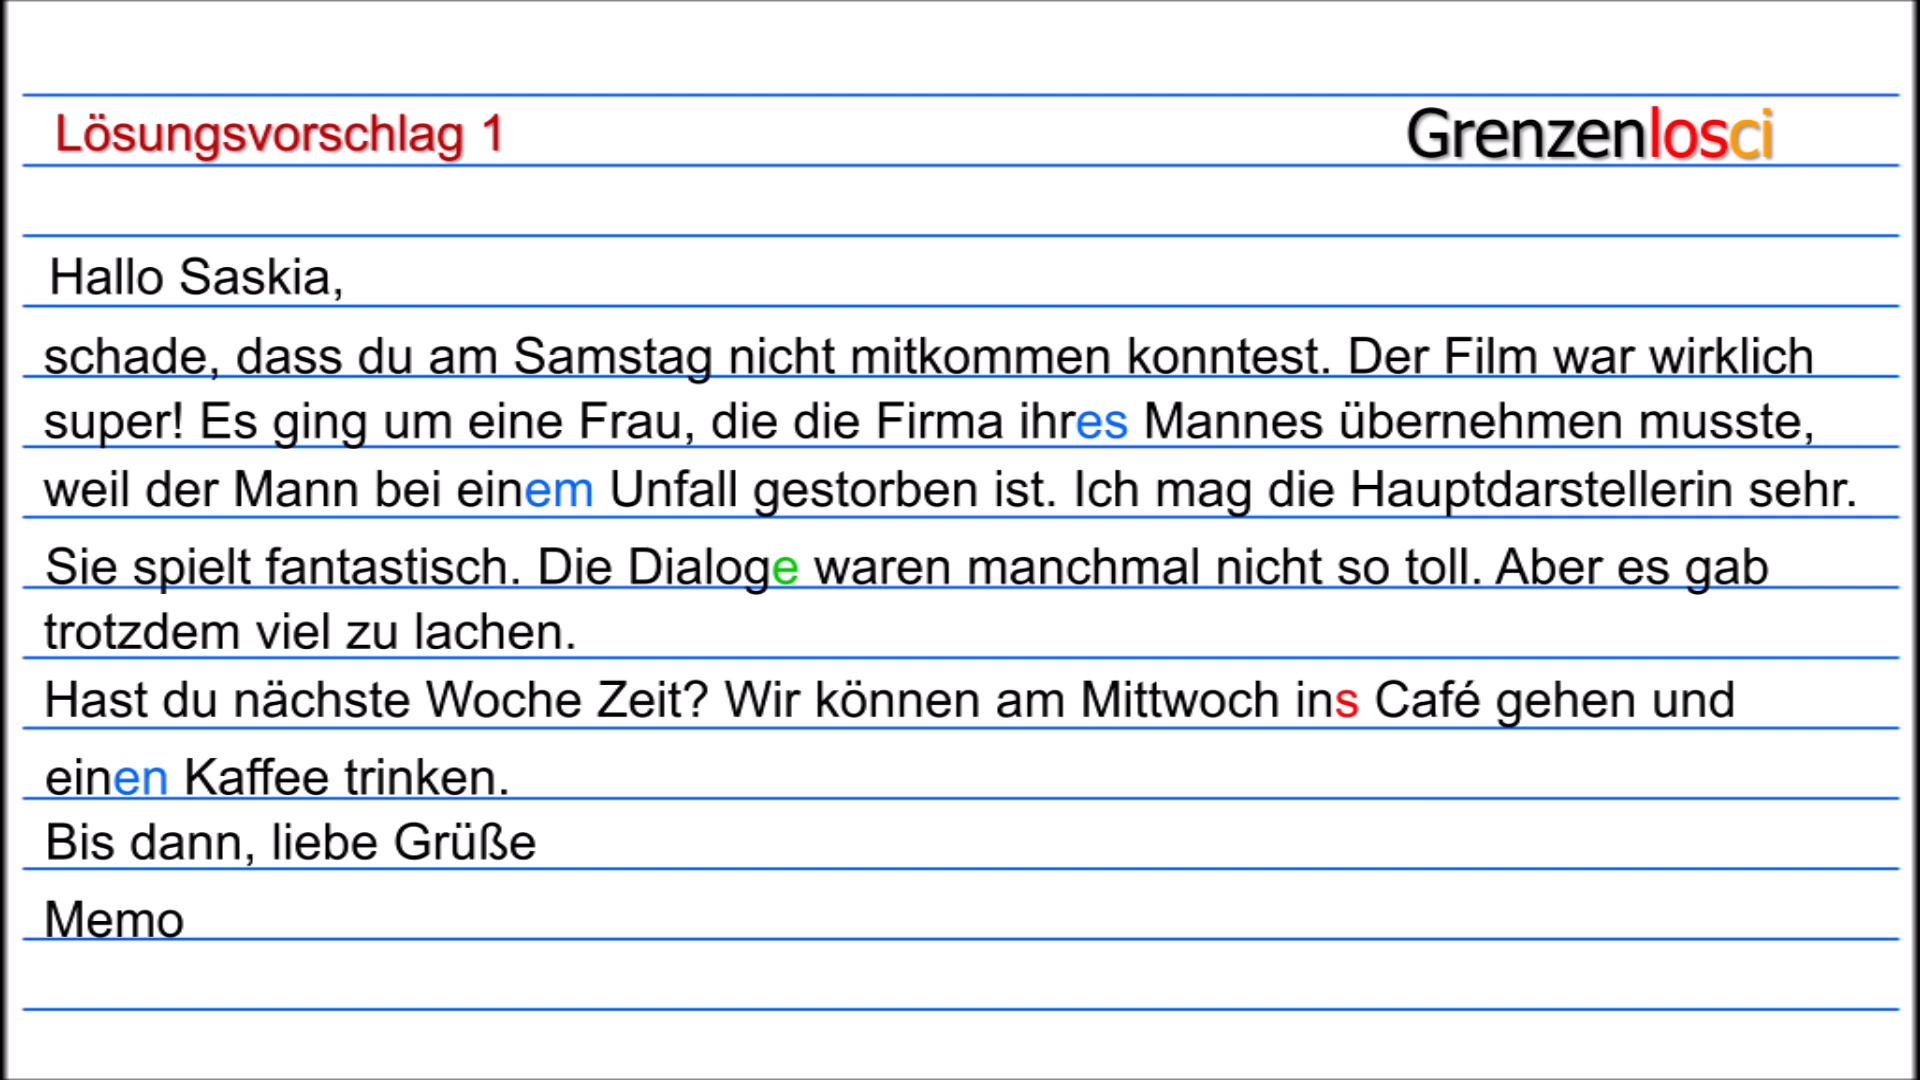 Lösungsvorschlag 1
Grenzenlosci
Hallo Saskia,
schade, dass du am Samstag nicht mitkommen konntest. Der Film war wirklich
super! Es ging um eine Frau, die die Firma ihres Mannes übernehmen musste,
weil der Mann bei einem Unfall gestorben ist. Ich mag die Hauptdarstellerin sehr.
Sie spielt fantastisch. Die Dialoge waren manchmal nicht so toll. Aber es gab
trotzdem viel zu lachen.
Hast du nächste Woche Zeit? Wir können am Mittwoch ins Café gehen und
einen Kaffee trinken.
Bis dann, liebe Grüße
Memo